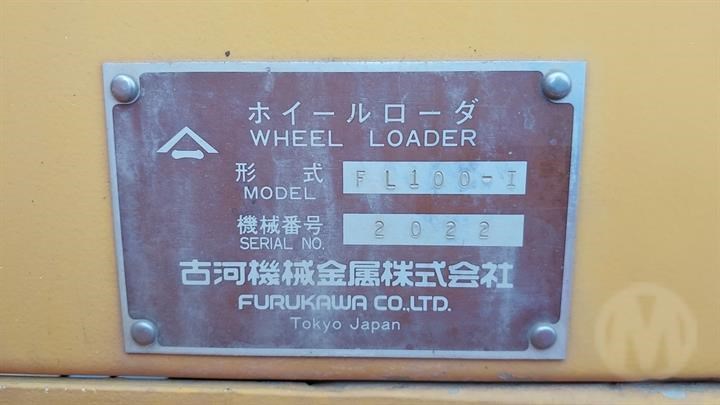 ホイールローダ
WHEEL LOADER
形 式 FL100-I
MODEL
機械番号 2022
SERIAL NO.
古河機械金属株式会社
FURUKAWA CO.,LTD.
Tokyo Japan
M